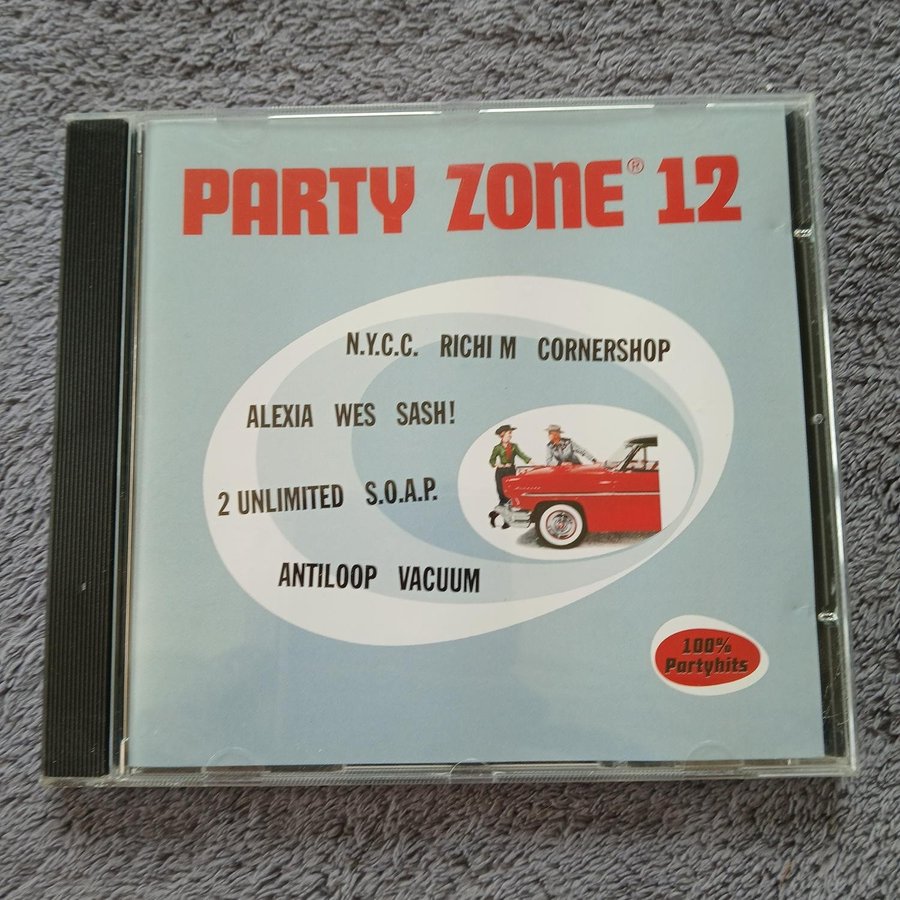 PARTY ZONE® 12
N.Y.C.C. RICHI M CORNERSHOP
ALEXIA WES SASH!
2 UNLIMITED S.O.A.P.
ANTILOOP VACUUM
100%
Partyhits